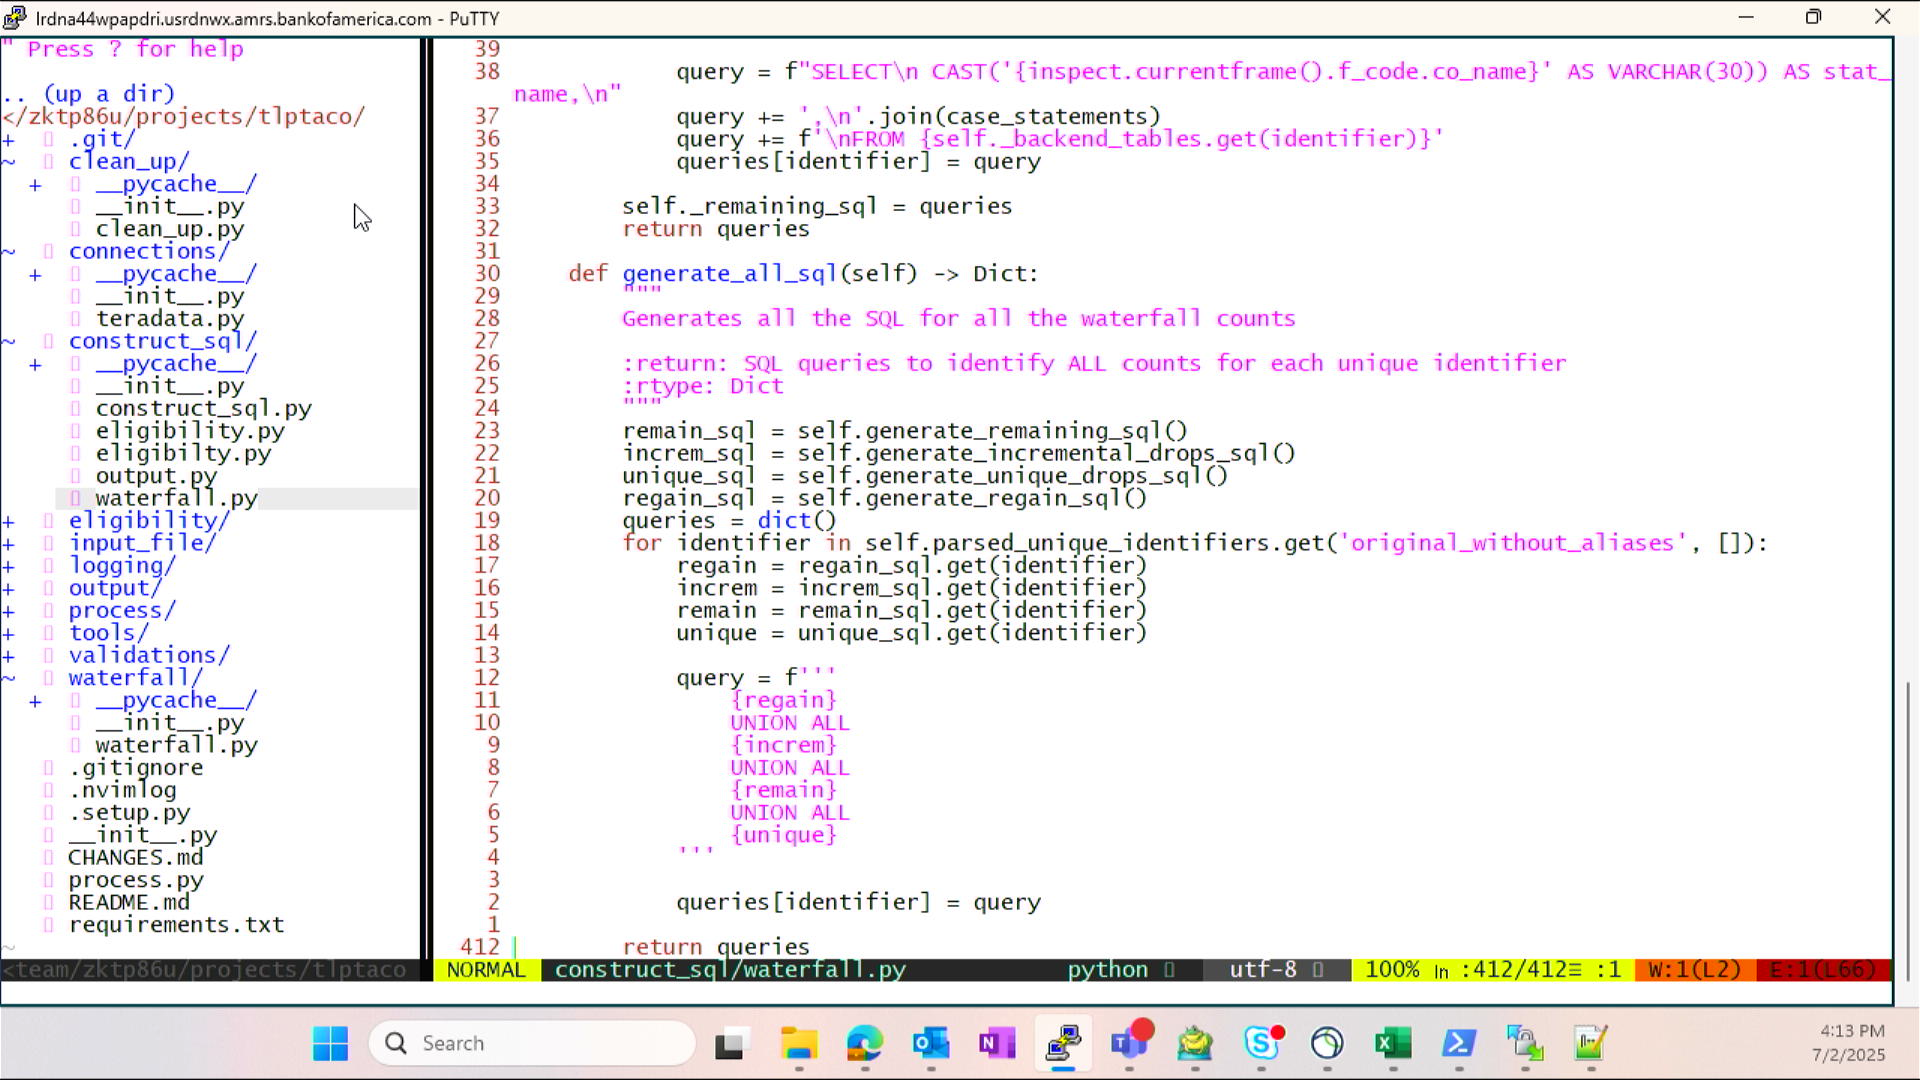 lrdna44wpapdri.usrdnwx.amrs.bankofamerica.com - PuTTY
" Press ? for help
.. (up a dir)
</zktp86u/projects/tlptaco/
+ .git/
~ clean_up/
+ __pycache__/
__init__.py
clean_up.py
~ connections/
+ __pycache__/
__init__.py
teradata.py
~ construct_sql/
+ __pycache__/
__init__.py
construct_sql.py
eligibility.py
eligibilty.py
output.py
waterfall.py
+ eligibility/
+ input_file/
+ logging/
+ output/
+ process/
+ tools/
+ validations/
~ waterfall/
+ __pycache__/
__init__.py
waterfall.py
.gitignore
.nvimlog
.setup.py
__init__.py
CHANGES.md
process.py
README.md
requirements.txt
~
<team/zktp86u/projects/tlptaco
39
38 query = f"SELECT\n CAST('{inspect.currentframe().f_code.co_name}' AS VARCHAR(30)) AS stat_
name,\n"
37 query += ',\n'.join(case_statements)
36 query += f'\nFROM {self._backend_tables.get(identifier)}'
35 queries[identifier] = query
34
33 self._remaining_sql = queries
32 return queries
31
30 def generate_all_sql(self) -> Dict:
29 """
28 Generates all the SQL for all the waterfall counts
27
26 :return: SQL queries to identify ALL counts for each unique identifier
25 :rtype: Dict
24 """
23 remain_sql = self.generate_remaining_sql()
22 increm_sql = self.generate_incremental_drops_sql()
21 unique_sql = self.generate_unique_drops_sql()
20 regain_sql = self.generate_regain_sql()
19 queries = dict()
18 for identifier in self.parsed_unique_identifiers.get('original_without_aliases', []):
17 regain = regain_sql.get(identifier)
16 increm = increm_sql.get(identifier)
15 remain = remain_sql.get(identifier)
14 unique = unique_sql.get(identifier)
13
12 query = f'''
11 {regain}
10 UNION ALL
9 {increm}
8 UNION ALL
7 {remain}
6 UNION ALL
5 {unique}
4 '''
3
2 queries[identifier] = query
1
412 return queries
NORMAL construct_sql/waterfall.py python utf-8 100% ln :412/412≡ :1 W:1(L2) E:1(L66)
Search
4:13 PM
7/2/2025